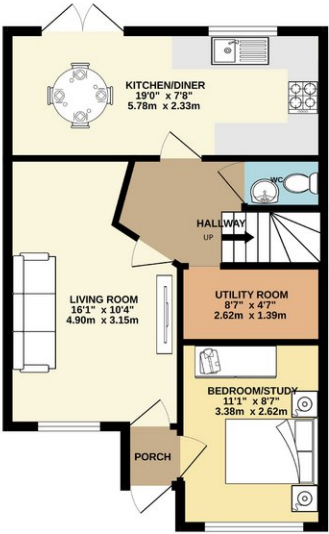 KITCHEN/DINER
19'0" x 7'8"
5.78m x 2.33m
WC
HALLWAY
UP
LIVING ROOM
16'1" x 10'4"
4.90m x 3.15m
UTILITY ROOM
8'7" x 4'7"
2.62m x 1.39m
BEDROOM/STUDY
11'1" x 8'7"
3.38m x 2.62m
PORCH